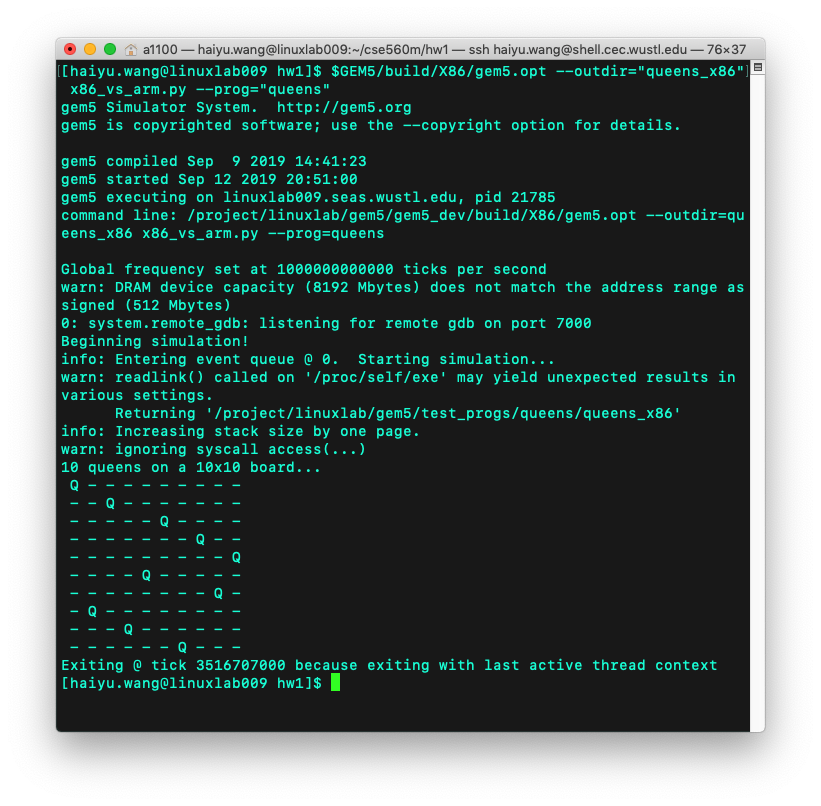 a1100 — haiyu.wang@linuxlab009:~/cse560m/hw1 — ssh haiyu.wang@shell.cec.wustl.edu — 76×37
[[haiyu.wang@linuxlab009 hw1]$ $GEM5/build/X86/gem5.opt --outdir="queens_x86"]
 x86_vs_arm.py --prog="queens"
gem5 Simulator System.  http://gem5.org
gem5 is copyrighted software; use the --copyright option for details.

gem5 compiled Sep  9 2019 14:41:23
gem5 started Sep 12 2019 20:51:00
gem5 executing on linuxlab009.seas.wustl.edu, pid 21785
command line: /project/linuxlab/gem5/gem5_dev/build/X86/gem5.opt --outdir=qu
eens_x86 x86_vs_arm.py --prog=queens

Global frequency set at 1000000000000 ticks per second
warn: DRAM device capacity (8192 Mbytes) does not match the address range as
signed (512 Mbytes)
0: system.remote_gdb: listening for remote gdb on port 7000
Beginning simulation!
info: Entering event queue @ 0.  Starting simulation...
warn: readlink() called on '/proc/self/exe' may yield unexpected results in
various settings.
      Returning '/project/linuxlab/gem5/test_progs/queens/queens_x86'
info: Increasing stack size by one page.
warn: ignoring syscall access(...)
10 queens on a 10x10 board...
 Q - - - - - - - - -
 - - Q - - - - - - -
 - - - - - Q - - - -
 - - - - - - - Q - -
 - - - - - - - - - Q
 - - - - Q - - - - -
 - - - - - - - - Q -
 - Q - - - - - - - -
 - - - Q - - - - - -
 - - - - - - Q - - -
Exiting @ tick 3516707000 because exiting with last active thread context
[haiyu.wang@linuxlab009 hw1]$